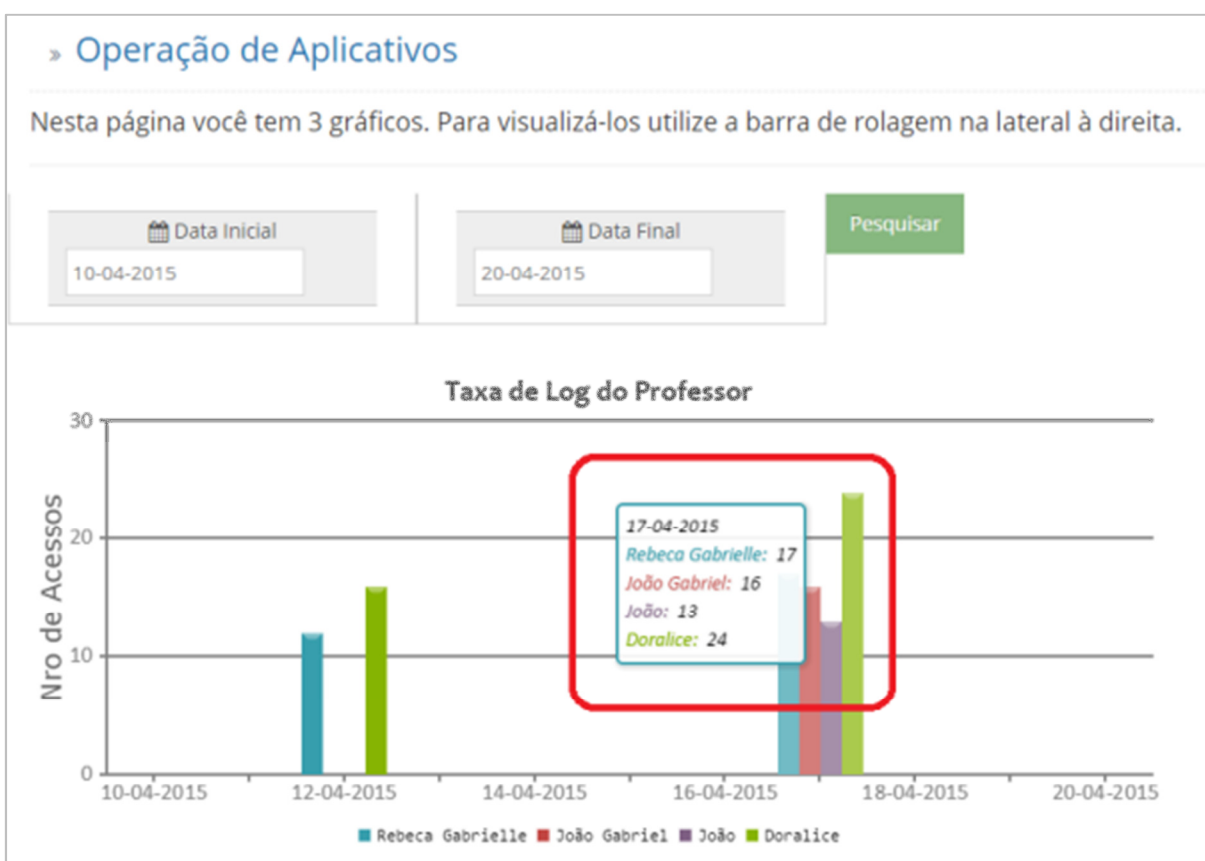 » Operação de Aplicativos
Nesta página você tem 3 gráficos. Para visualizá-los utilize a barra de rolagem na lateral à direita.
Data Inicial
10-04-2015
Data Final
20-04-2015
Pesquisar
Taxa de Log do Professor
Nro de Acessos
30
20
10
0
17-04-2015
Rebeca Gabrielle: 17
João Gabriel: 16
João: 13
Doralice: 24
10-04-2015 12-04-2015 14-04-2015 16-04-2015 18-04-2015 20-04-2015
Rebeca Gabrielle João Gabriel João Doralice